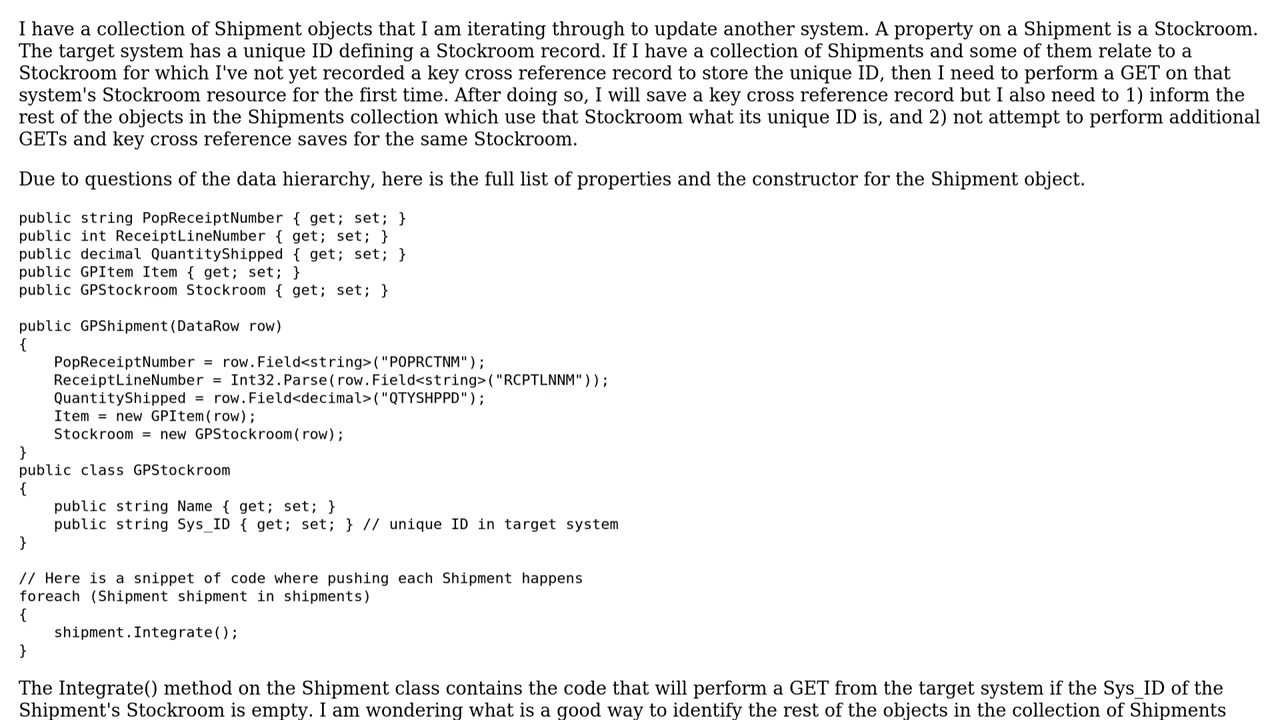 I have a collection of Shipment objects that I am iterating through to update another system. A property on a Shipment is a Stockroom.
The target system has a unique ID defining a Stockroom record. If I have a collection of Shipments and some of them relate to a
Stockroom for which I've not yet recorded a key cross reference record to store the unique ID, then I need to perform a GET on that
system's Stockroom resource for the first time. After doing so, I will save a key cross reference record but I also need to 1) inform the
rest of the objects in the Shipments collection which use that Stockroom what its unique ID is, and 2) not attempt to perform additional
GETs and key cross reference saves for the same Stockroom.
Due to questions of the data hierarchy, here is the full list of properties and the constructor for the Shipment object.
public string PopReceiptNumber { get; set; }
public int ReceiptLineNumber { get; set; }
public decimal QuantityShipped { get; set; }
public GPItem Item { get; set; }
public GPStockroom Stockroom { get; set; }
public GPShipment(DataRow row)
{
    PopReceiptNumber = row.Field<string>("POPRCTNM");
    ReceiptLineNumber = Int32.Parse(row.Field<string>("RCPTLNNM"));
    QuantityShipped = row.Field<decimal>("QTYSHPPD");
    Item = new GPItem(row);
    Stockroom = new GPStockroom(row);
}
public class GPStockroom
{
    public string Name { get; set; }
    public string Sys_ID { get; set; } // unique ID in target system
}
// Here is a snippet of code where pushing each Shipment happens
foreach (Shipment shipment in shipments)
{
    shipment.Integrate();
}
The Integrate() method on the Shipment class contains the code that will perform a GET from the target system if the Sys_ID of the
Shipment's Stockroom is empty. I am wondering what is a good way to identify the rest of the objects in the collection of Shipments